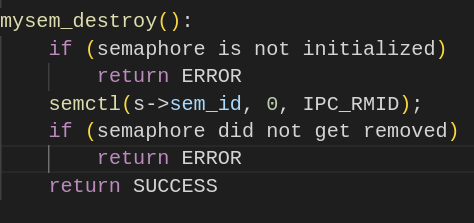 mysem_destroy():
    if (semaphore is not initialized)
        return ERROR
    semctl(s->sem_id, 0, IPC_RMID);
    if (semaphore did not get removed)
        return ERROR
    return SUCCESS